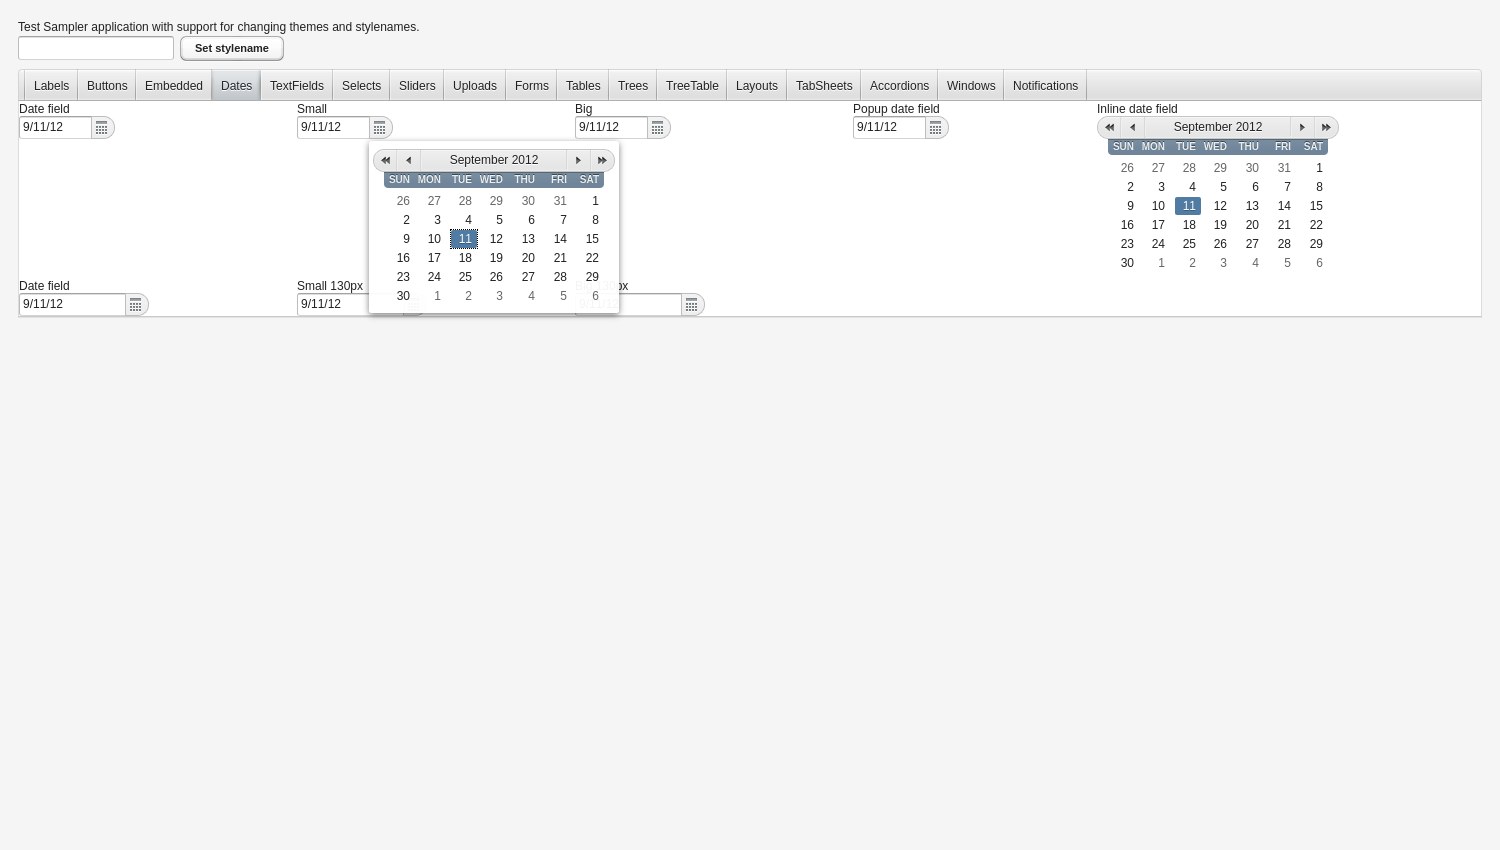 Test Sampler application with support for changing themes and stylenames.
Set stylename
Labels Buttons Embedded Dates TextFields Selects Sliders Uploads Forms Tables Trees TreeTable Layouts TabSheets Accordions Windows Notifications
Date field Small Big Popup date field Inline date field
9/11/12 9/11/12 9/11/12 9/11/12 September 2012
SUN MON TUE WED THU FRI SAT
26 27 28 29 30 31 1
2 3 4 5 6 7 8
9 10 11 12 13 14 15
16 17 18 19 20 21 22
23 24 25 26 27 28 29
30 1 2 3 4 5 6
September 2012
SUN MON TUE WED THU FRI SAT
26 27 28 29 30 31 1
2 3 4 5 6 7 8
9 10 11 12 13 14 15
16 17 18 19 20 21 22
23 24 25 26 27 28 29
30 1 2 3 4 5 6
Date field Small 130px Big 130px
9/11/12 9/11/12 9/11/12